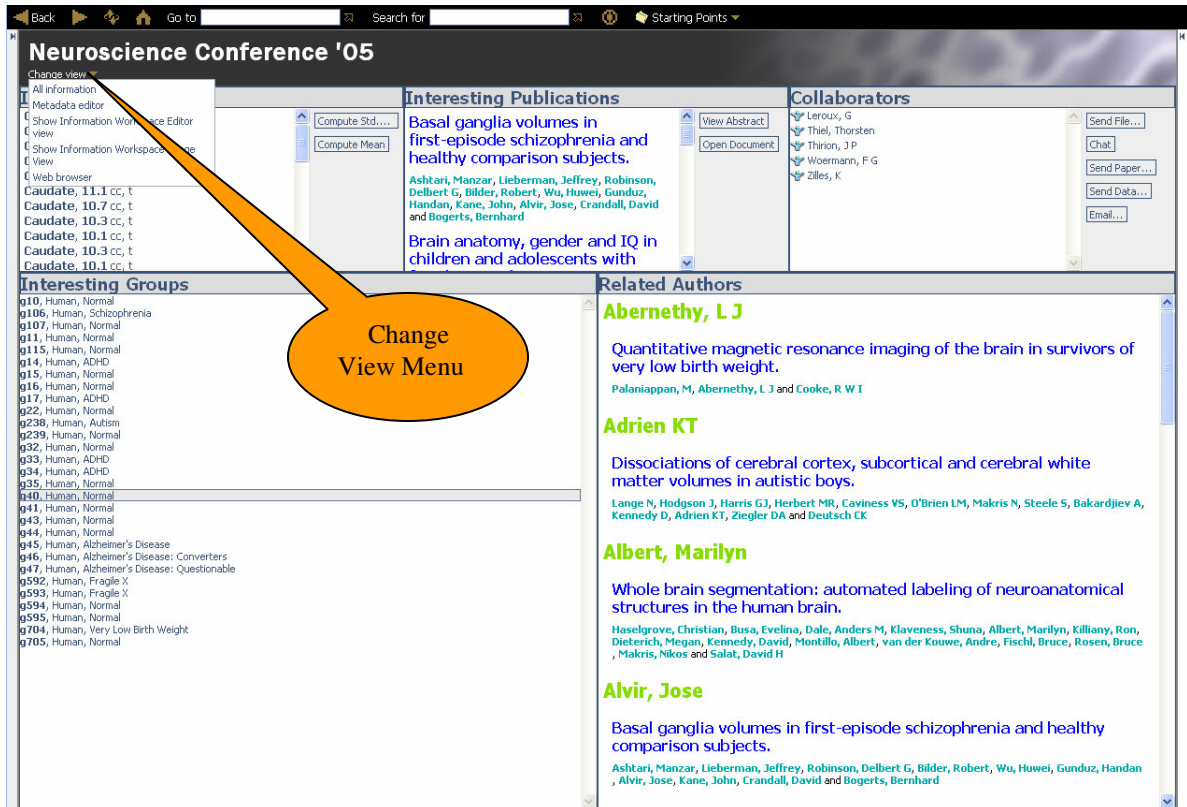 Back Go to Search for Starting Points
Neuroscience Conference '05
Change view
All information
Metadata editor
Show Information Workspace Editor
view
Show Information Workspace
View
Web browser
Caudate, 11.1 cc, t
Caudate, 10.7 cc, t
Caudate, 10.3 cc, t
Caudate, 10.1 cc, t
Caudate, 10.3 cc, t
Caudate, 10.1 cc, t
Compute Std....
Compute Mean
Interesting Publications
Basal ganglia volumes in
first-episode schizophrenia and
healthy comparison subjects.
Ashtari, Manzar, Lieberman, Jeffrey, Robinson,
Delbert G, Bilder, Robert, Wu, Huwei, Gunduz,
Handan, Kane, John, Alvir, Jose, Crandall, David
and Bogerts, Bernhard
Brain anatomy, gender and IQ in
children and adolescents with
View Abstract
Open Document
Collaborators
Leroux, G
Thiel, Thorsten
Thirion, J P
Woermann, F G
Zilles, K
Send File...
Chat
Send Paper...
Send Data...
Email...
Interesting Groups
g10, Human, Normal
g106, Human, Schizophrenia
g107, Human, Normal
g11, Human, Normal
g115, Human, Normal
g14, Human, ADHD
g15, Human, Normal
g16, Human, Normal
g17, Human, ADHD
g22, Human, Normal
g238, Human, Autism
g239, Human, Normal
g32, Human, Normal
g33, Human, ADHD
g34, Human, ADHD
g35, Human, Normal
g40, Human, Normal
g41, Human, Normal
g43, Human, Normal
g44, Human, Normal
g45, Human, Alzheimer's Disease
g46, Human, Alzheimer's Disease: Converters
g47, Human, Alzheimer's Disease: Questionable
g592, Human, Fragile X
g593, Human, Fragile X
g594, Human, Normal
g595, Human, Normal
g704, Human, Very Low Birth Weight
g705, Human, Normal
Change
View Menu
Related Authors
Abernethy, L J
Quantitative magnetic resonance imaging of the brain in survivors of
very low birth weight.
Palaniappan, M, Abernethy, L J and Cooke, R W I
Adrien KT
Dissociations of cerebral cortex, subcortical and cerebral white
matter volumes in autistic boys.
Lange N, Hodgson J, Harris GJ, Herbert MR, Caviness VS, O'Brien LM, Makris N, Steele S, Bakardjiev A,
Kennedy D, Adrien KT, Ziegler DA and Deutsch CK
Albert, Marilyn
Whole brain segmentation: automated labeling of neuroanatomical
structures in the human brain.
Haselgrove, Christian, Busa, Evelina, Dale, Anders M, Klaveness, Shuna, Albert, Marilyn, Killiany, Ron,
Dieterich, Megan, Kennedy, David, Montillo, Albert, van der Kouwe, Andre, Fischl, Bruce, Rosen, Bruce
, Makris, Nikos and Salat, David H
Alvir, Jose
Basal ganglia volumes in first-episode schizophrenia and healthy
comparison subjects.
Ashtari, Manzar, Lieberman, Jeffrey, Robinson, Delbert G, Bilder, Robert, Wu, Huwei, Gunduz, Handan
, Alvir, Jose, Kane, John, Crandall, David and Bogerts, Bernhard